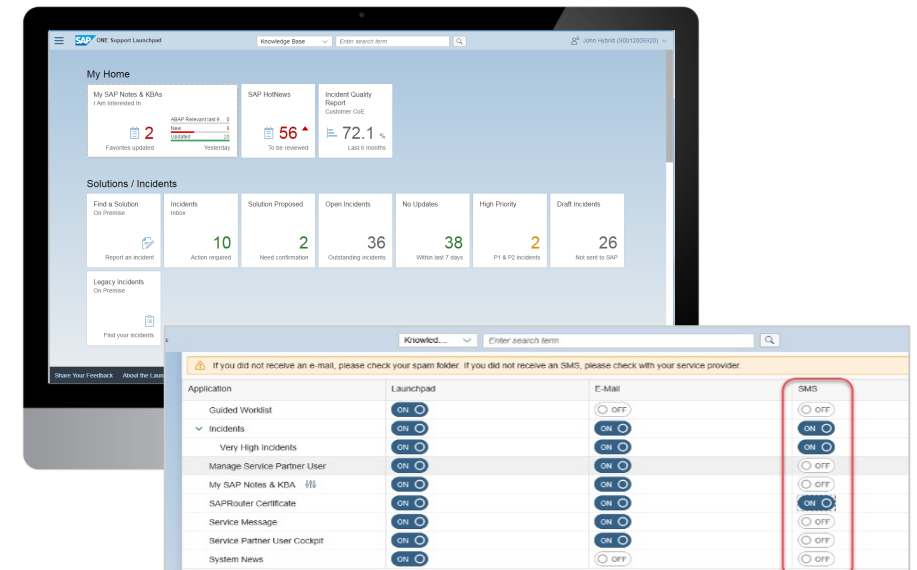 SAP ONE Support Launchpad
Knowledge Base
Enter search term
John Hybrid (S0012006920)
My Home
My SAP Notes & KBAs
I Am Interested In
ABAP Relevant last 9... 0
New 8
Updated 20
2
Favorites updated
Yesterday
SAP HotNews
56
To be reviewed
Incident Quality
Report
Customer CoE
72.1 %
Last 6 months
Solutions / Incidents
Find a Solution
On Premise
Report an incident
Incidents
Inbox
10
Action required
Solution Proposed
2
Need confirmation
Open Incidents
36
Outstanding incidents
No Updates
38
Within last 7 days
High Priority
2
P1 & P2 incidents
Draft Incidents
26
Not sent to SAP
Legacy Incidents
On Premise
Find your incidents
Share Your Feedback About the Laun
Knowled...
Enter search term
If you did not receive an e-mail, please check your spam folder. If you did not receive an SMS, please check with your service provider.
Application Launchpad E-Mail SMS
Guided Worklist ON OFF OFF
Incidents ON ON ON
Very High Incidents ON ON ON
Manage Service Partner User ON ON OFF
My SAP Notes & KBA ON ON OFF
SAPRouter Certificate ON ON ON
Service Message ON ON OFF
Service Partner User Cockpit ON ON OFF
System News ON OFF OFF